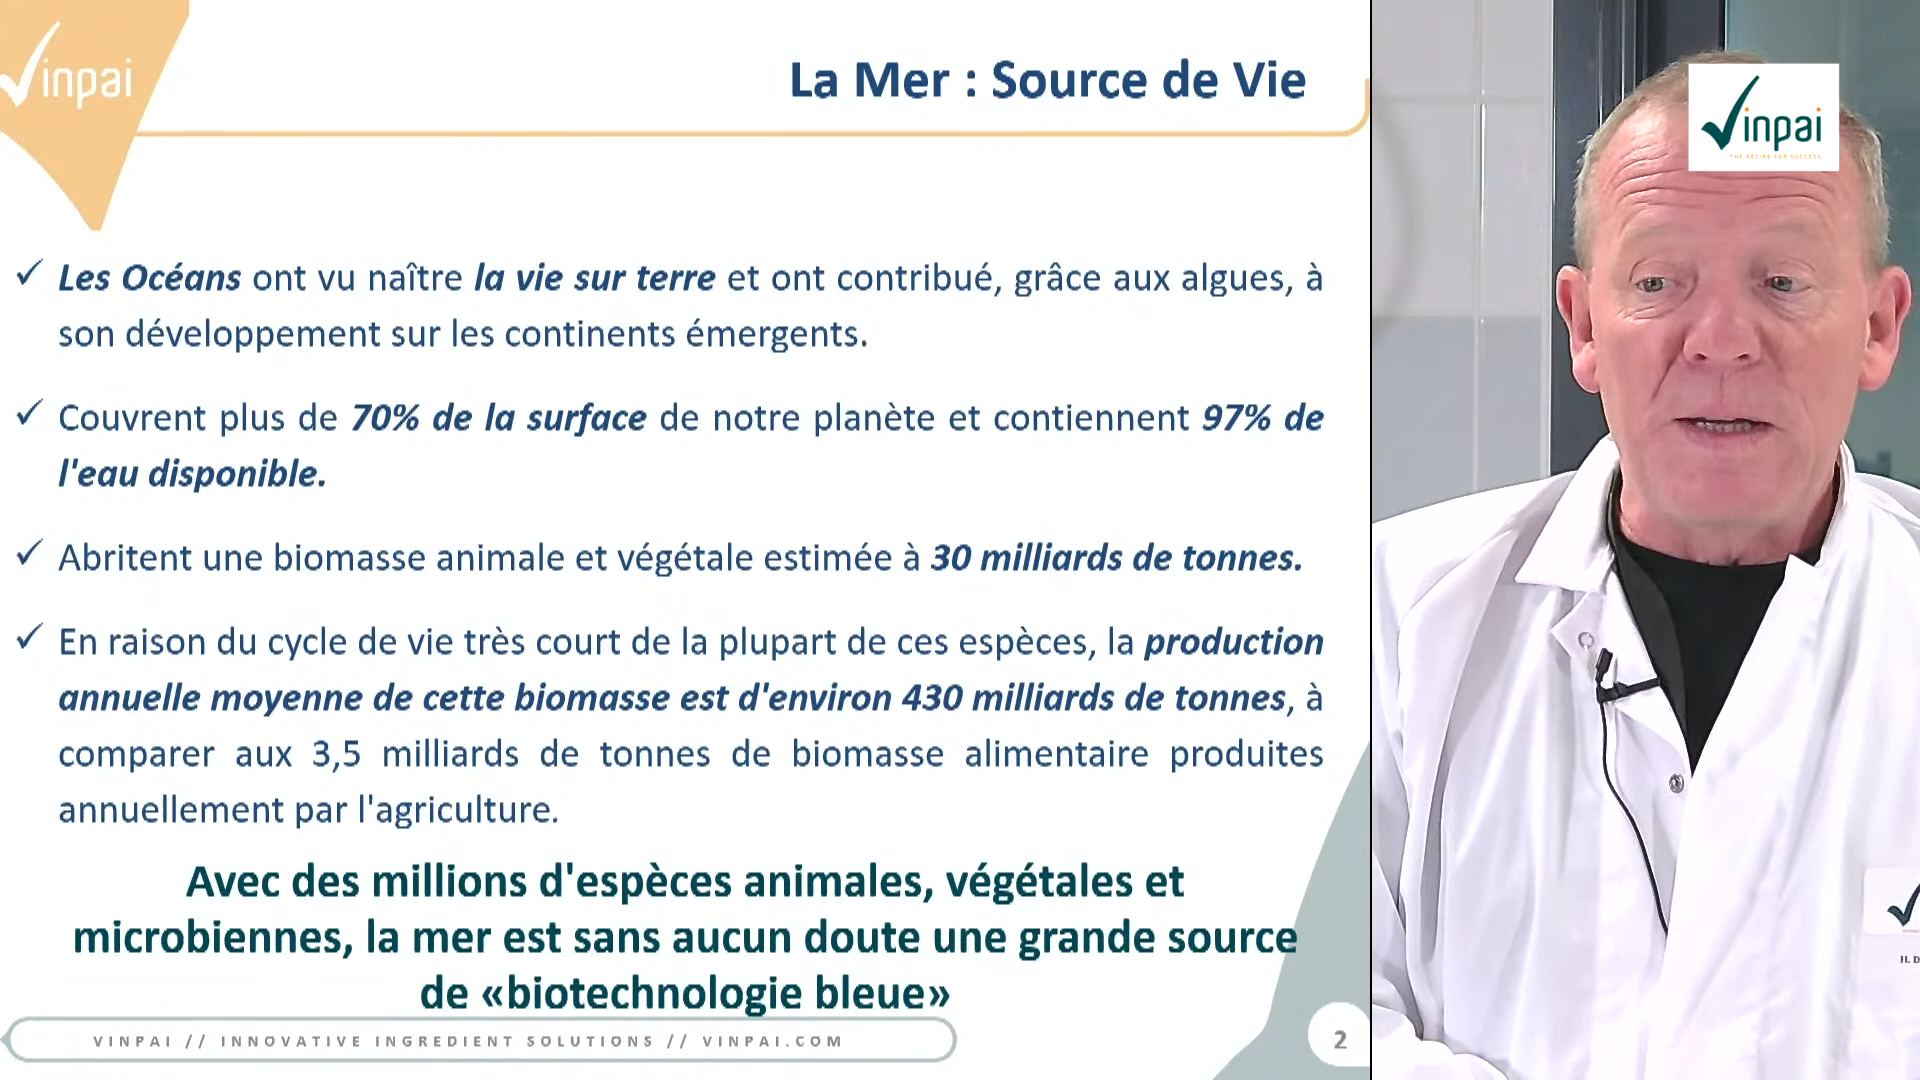 Vinpai
La Mer : Source de Vie
Vinpai
THE RECIPE FOR SUCCESS
✓ Les Océans ont vu naître la vie sur terre et ont contribué, grâce aux algues, à
son développement sur les continents émergents.
✓ Couvrent plus de 70% de la surface de notre planète et contiennent 97% de
l'eau disponible.
✓ Abritent une biomasse animale et végétale estimée à 30 milliards de tonnes.
✓ En raison du cycle de vie très court de la plupart de ces espèces, la production
annuelle moyenne de cette biomasse est d'environ 430 milliards de tonnes, à
comparer aux 3,5 milliards de tonnes de biomasse alimentaire produites
annuellement par l'agriculture.
Avec des millions d'espèces animales, végétales et
microbiennes, la mer est sans aucun doute une grande source
de «biotechnologie bleue»
VINPAI // INNOVATIVE INGREDIENT SOLUTIONS // VINPAI.COM
2